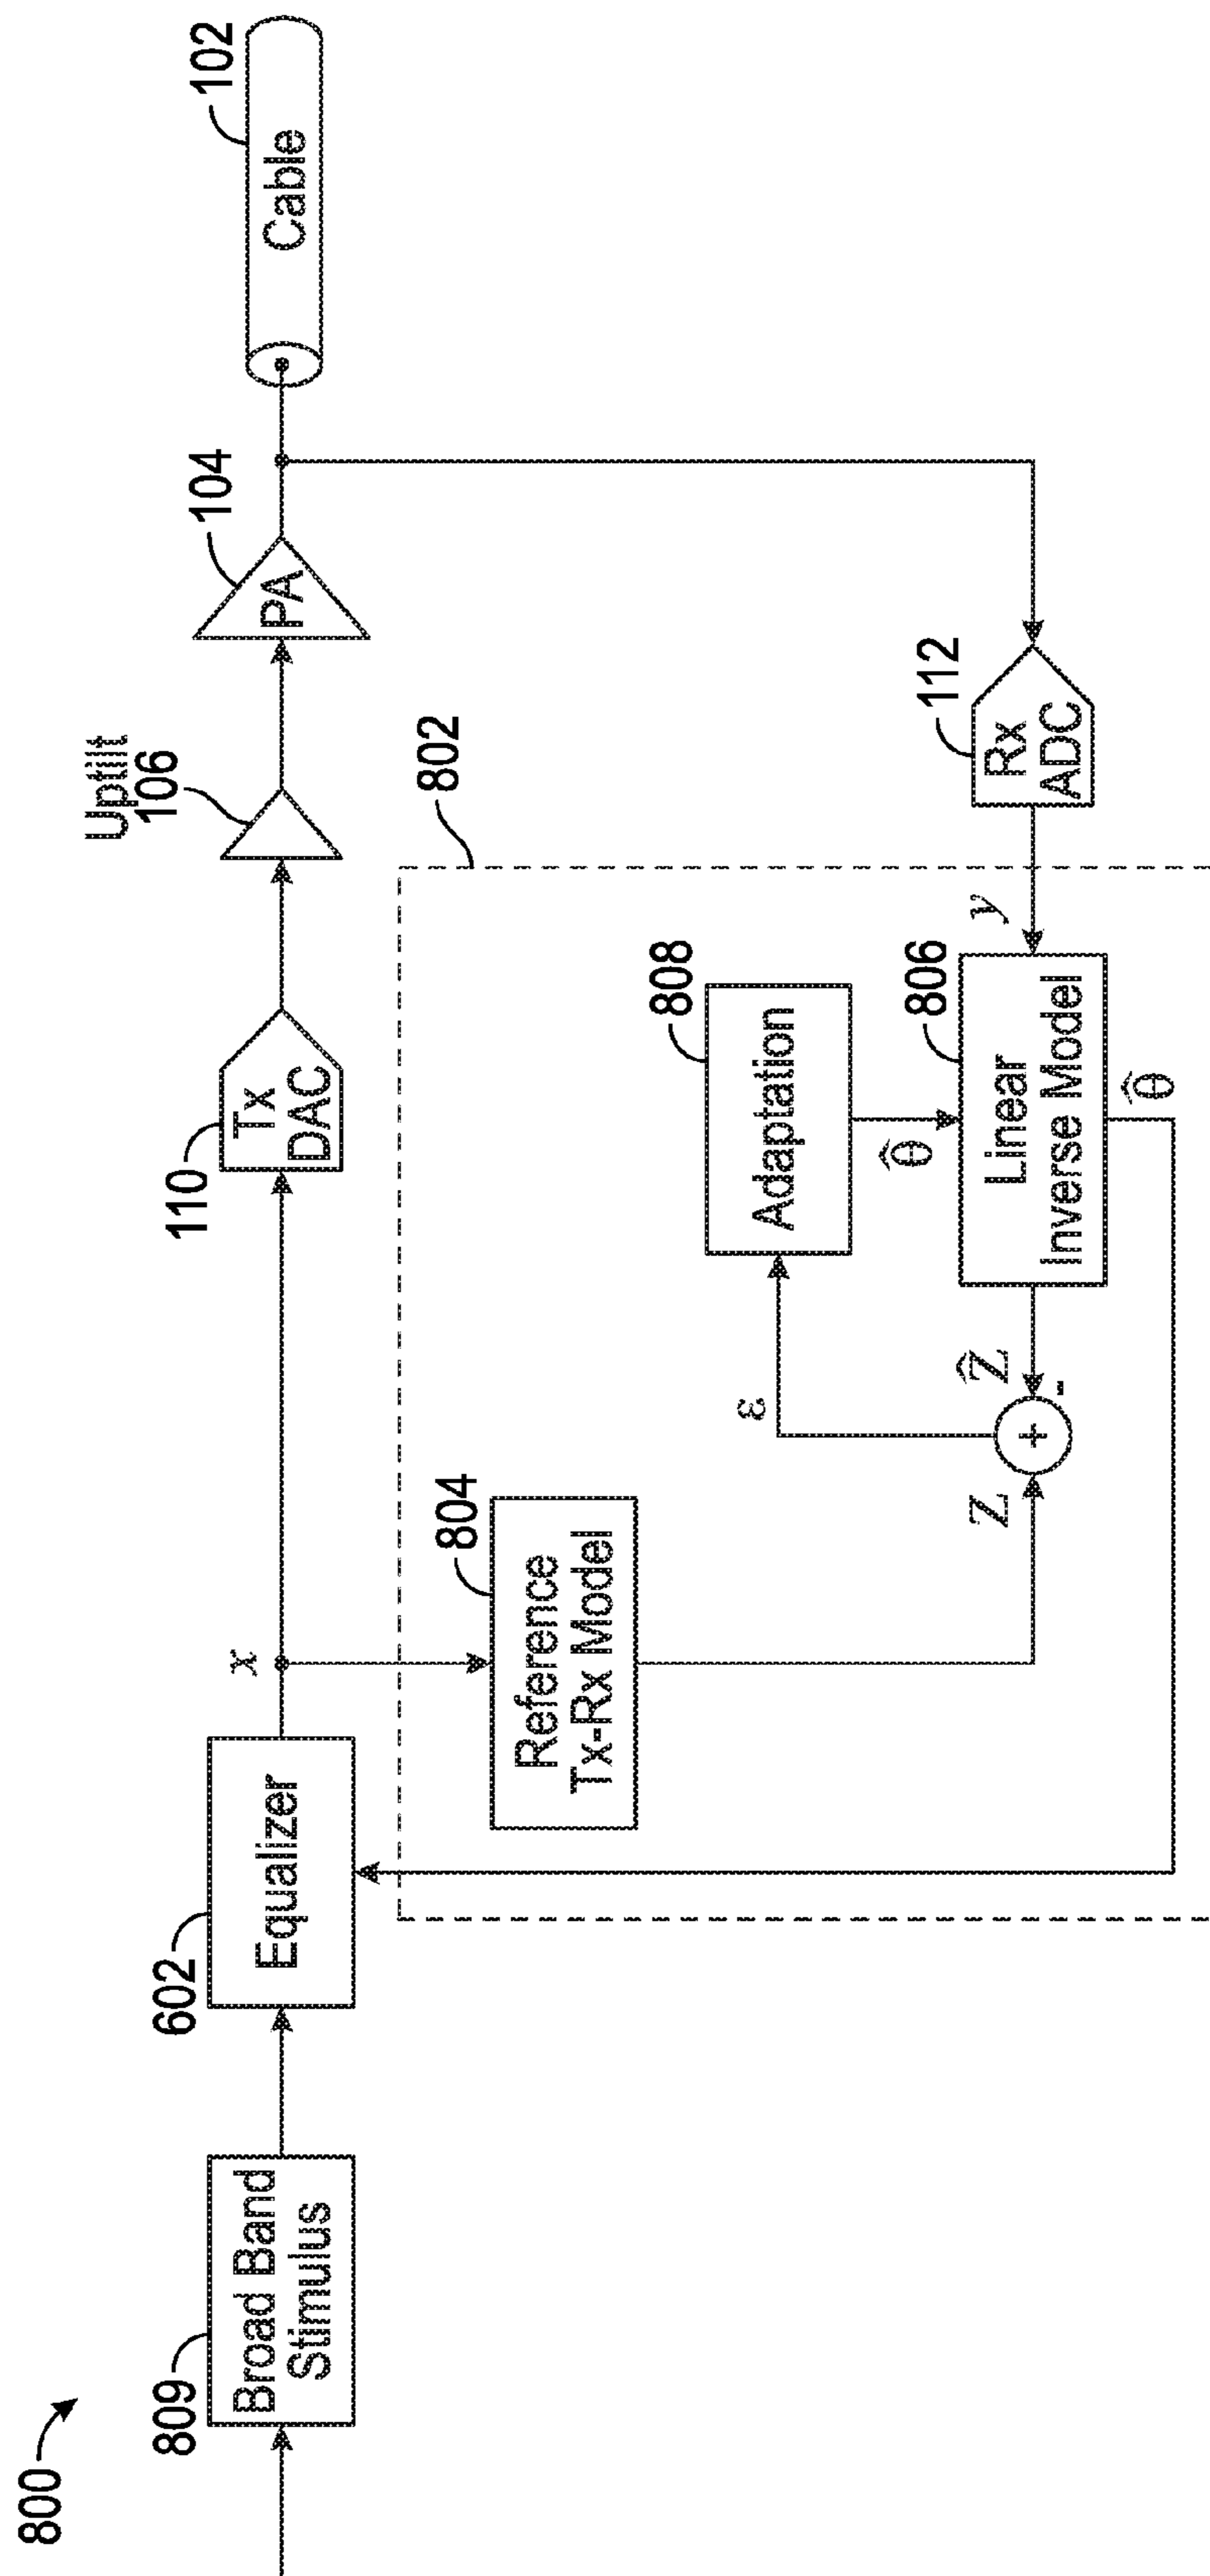 800
809
Broad Band
Stimulus
602
Equalizer
x
110
Tx
DAC
Uptilt
106
104
PA
102
Cable
802
804
Reference
Tx-Rx Model
Z
+
-
Ẑ
ε
808
Adaptation
θ̂
806
Linear
Inverse Model
θ̂
y
112
Rx
ADC